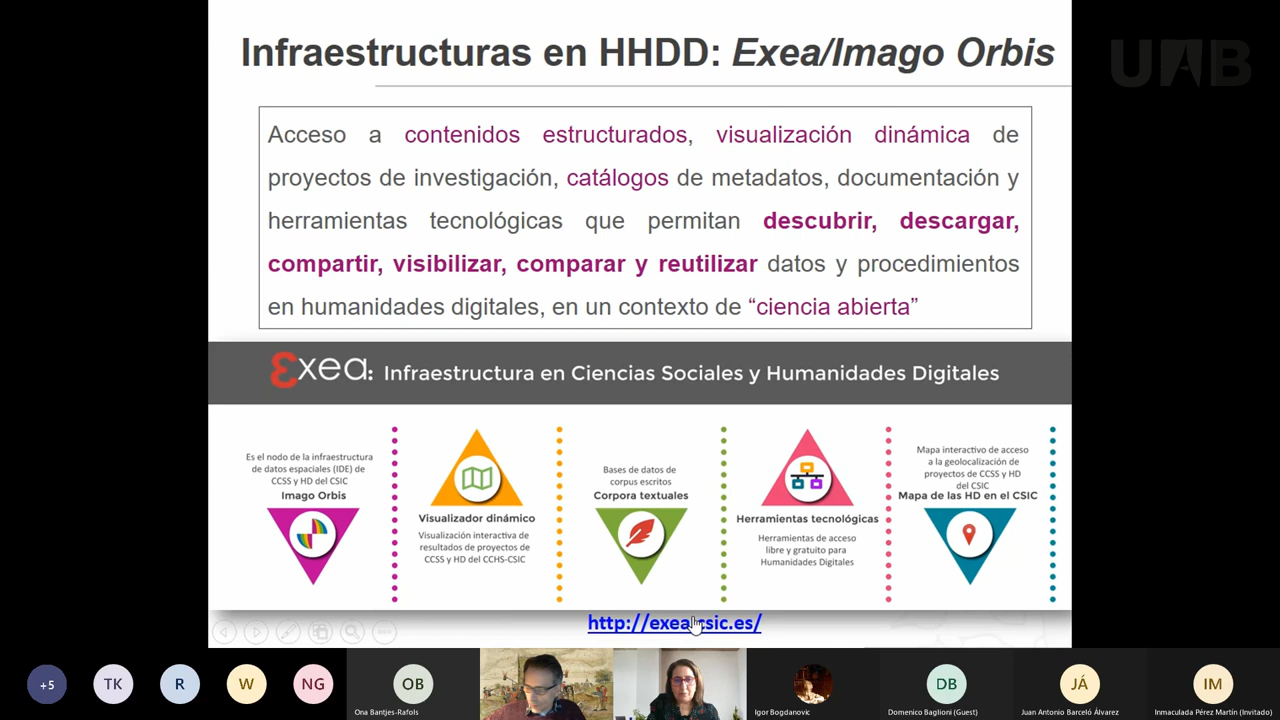 Infraestructuras en HHDD: Exea/Imago Orbis
UAB
Acceso a contenidos estructurados, visualización dinámica de
proyectos de investigación, catálogos de metadatos, documentación y
herramientas tecnológicas que permitan descubrir, descargar,
compartir, visibilizar, comparar y reutilizar datos y procedimientos
en humanidades digitales, en un contexto de “ciencia abierta”
exea: Infraestructura en Ciencias Sociales y Humanidades Digitales
Es el nodo de la infraestructura
de datos espaciales (IDE) de
CCSS y HD del CSIC
Imago Orbis
Visualizador dinámico
Visualización interactiva de
resultados de proyectos de
CCSS y HD del CCHS-CSIC
Bases de datos de
corpus escritos
Corpora textuales
Herramientas tecnológicas
Herramientas de acceso
libre y gratuito para
Humanidades Digitales
Mapa interactivo de acceso
a la geolocalización de
proyectos de CCSS y HD
del CSIC
Mapa de las HD en el CSIC
http://exea.csic.es/
+5
TK
R
W
NG
OB
Ona Bantjes-Rafols
Igor Bogdanovic
DB
Domenico Baglioni (Guest)
JÁ
Juan Antonio Barceló Álvarez
IM
Inmaculada Pérez Martín (Invitado)